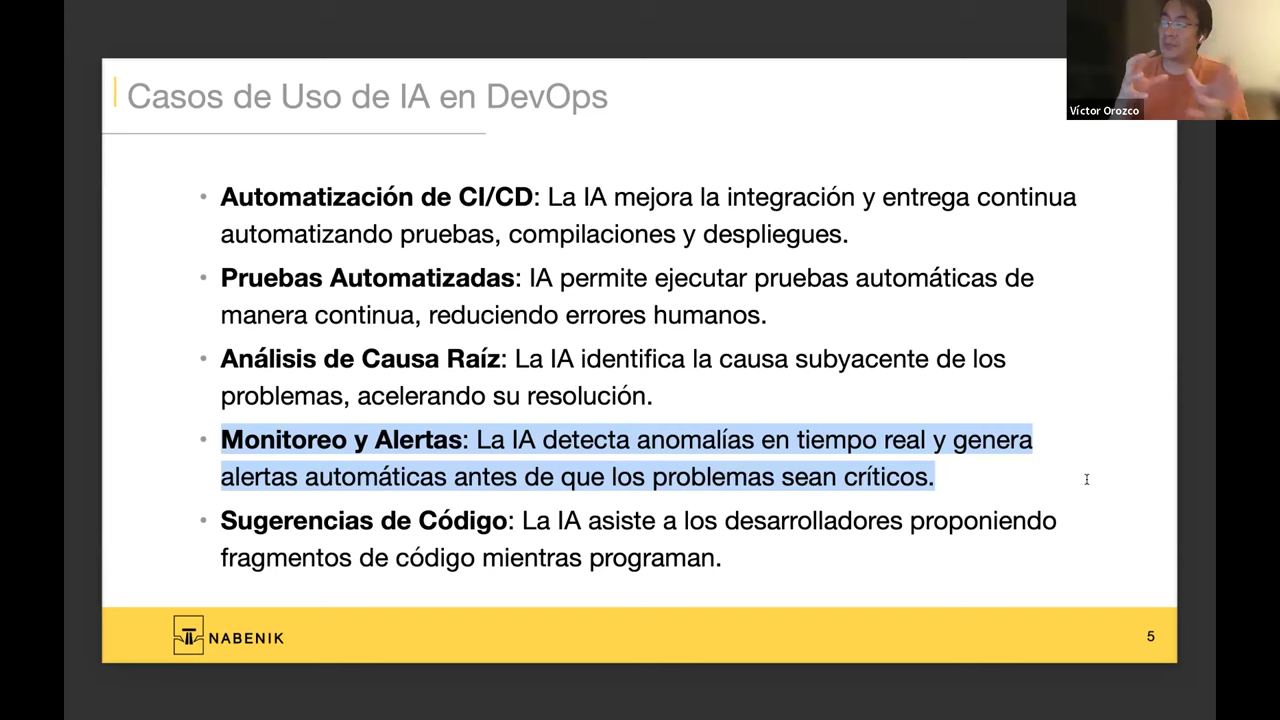 Víctor Orozco
Casos de Uso de IA en DevOps
• Automatización de CI/CD: La IA mejora la integración y entrega continua
automatizando pruebas, compilaciones y despliegues.
• Pruebas Automatizadas: IA permite ejecutar pruebas automáticas de
manera continua, reduciendo errores humanos.
• Análisis de Causa Raíz: La IA identifica la causa subyacente de los
problemas, acelerando su resolución.
• Monitoreo y Alertas: La IA detecta anomalías en tiempo real y genera
alertas automáticas antes de que los problemas sean críticos.
• Sugerencias de Código: La IA asiste a los desarrolladores proponiendo
fragmentos de código mientras programan.
NABENIK
5